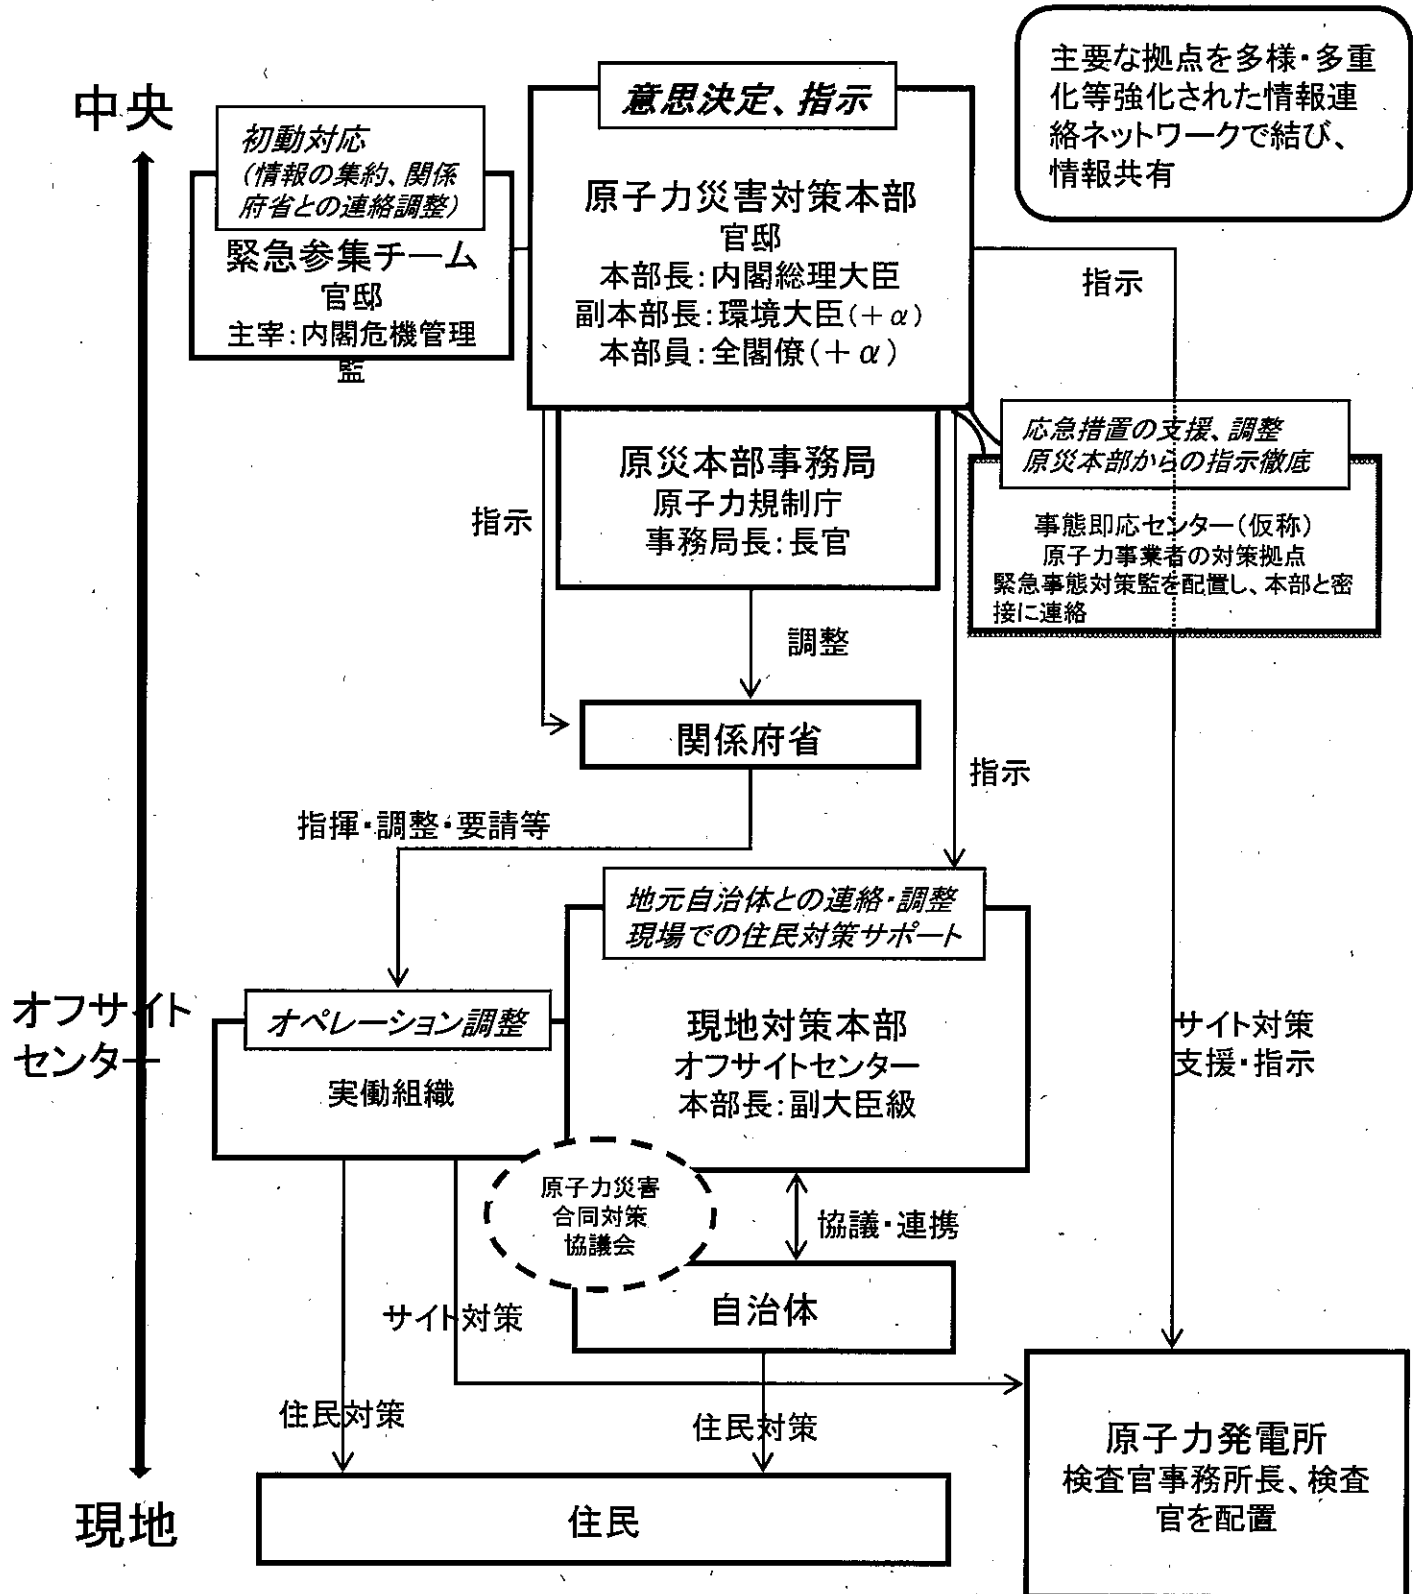 中央
主要な拠点を多様・多重
化等強化された情報連
絡ネットワークで結び、
情報共有
初動対応
(情報の集約、関係
府省との連絡調整)
緊急参集チーム
官邸
主宰:内閣危機管理
監
意思決定、指示
原子力災害対策本部
官邸
本部長:内閣総理大臣
副本部長:環境大臣(+α)
本部員:全閣僚(+α)
指示
原災本部事務局
原子力規制庁
事務局長:長官
指示
応急措置の支援、調整
原災本部からの指示徹底
事態即応センター(仮称)
原子力事業者の対策拠点
緊急事態対策監を配置し、本部と密
接に連絡
調整
関係府省
指示
指揮・調整・要請等
地元自治体との連絡・調整
現場での住民対策サポート
現地対策本部
オフサイトセンター
本部長:副大臣級
オフサイト
センター
オペレーション調整
実働組織
サイト対策
支援・指示
原子力災害
合同対策
協議会
協議・連携
自治体
サイト対策
住民対策
住民対策
原子力発電所
検査官事務所長、検査
官を配置
現地
住民